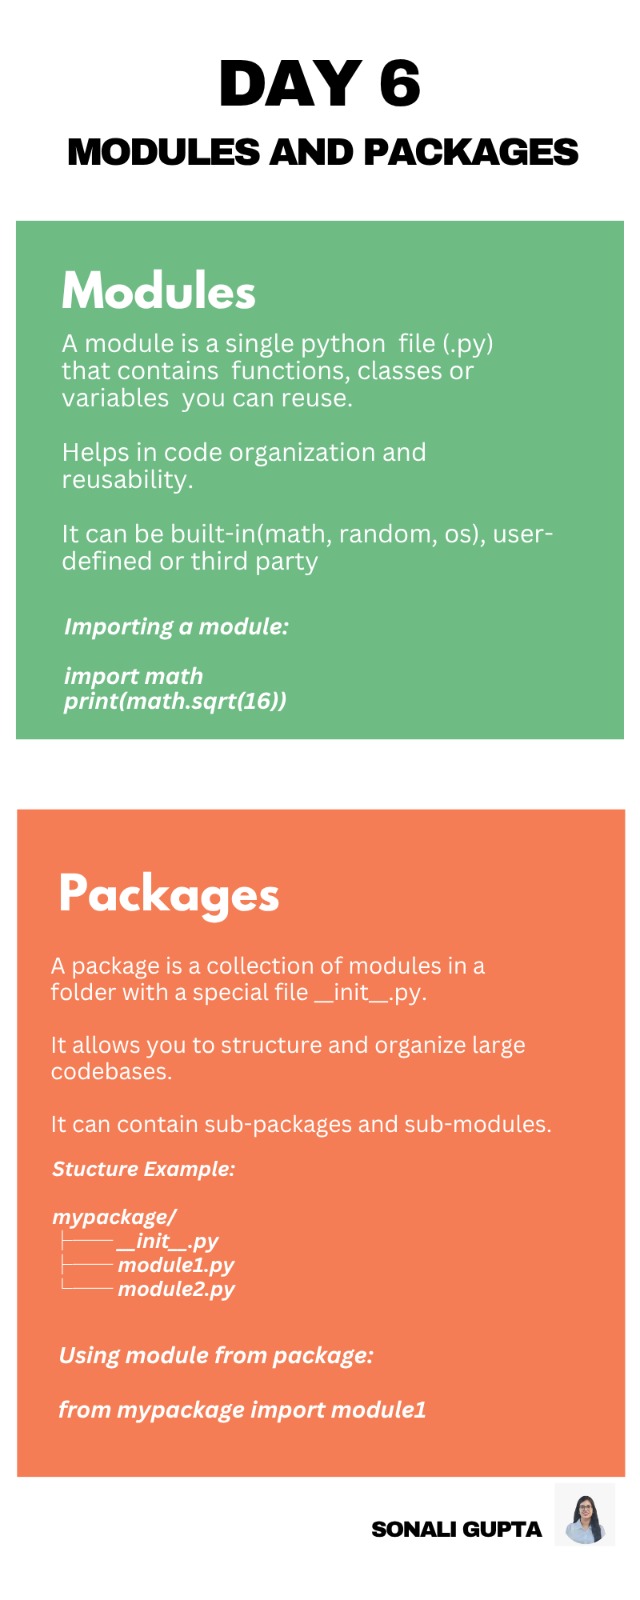 DAY 6
MODULES AND PACKAGES
Modules
A module is a single python  file (.py)
that contains  functions, classes or
variables  you can reuse.
Helps in code organization and
reusability.
It can be built-in(math, random, os), user-
defined or third party
Importing a module:
import math
print(math.sqrt(16))
Packages
A package is a collection of modules in a
folder with a special file __init__.py.
It allows you to structure and organize large
codebases.
It can contain sub-packages and sub-modules.
Stucture Example:
mypackage/
├── __init__.py
├── module1.py
└── module2.py
Using module from package:
from mypackage import module1
SONALI GUPTA